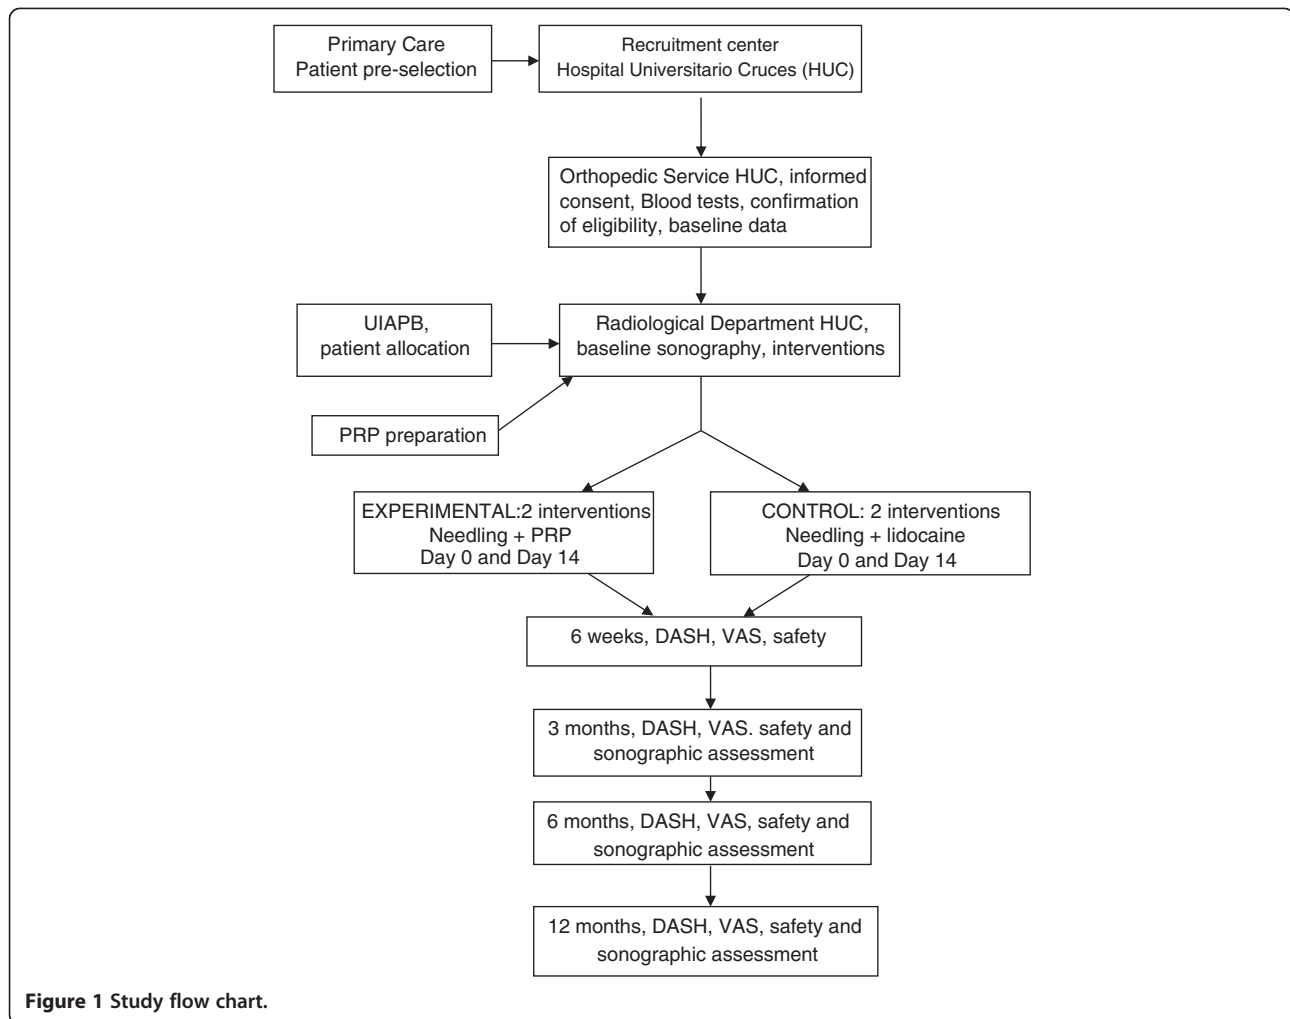 Primary Care
Patient pre-selection
Recruitment center
Hospital Universitario Cruces (HUC)
Orthopedic Service HUC, informed
consent, Blood tests, confirmation
of eligibility, baseline data
UIAPB,
patient allocation
Radiological Department HUC,
baseline sonography, interventions
PRP preparation
EXPERIMENTAL:2 interventions
Needling + PRP
Day 0 and Day 14
CONTROL: 2 interventions
Needling + lidocaine
Day 0 and Day 14
6 weeks, DASH, VAS, safety
3 months, DASH, VAS. safety and
sonographic assessment
6 months, DASH, VAS, safety and
sonographic assessment
12 months, DASH, VAS, safety and
sonographic assessment
Figure 1 Study flow chart.